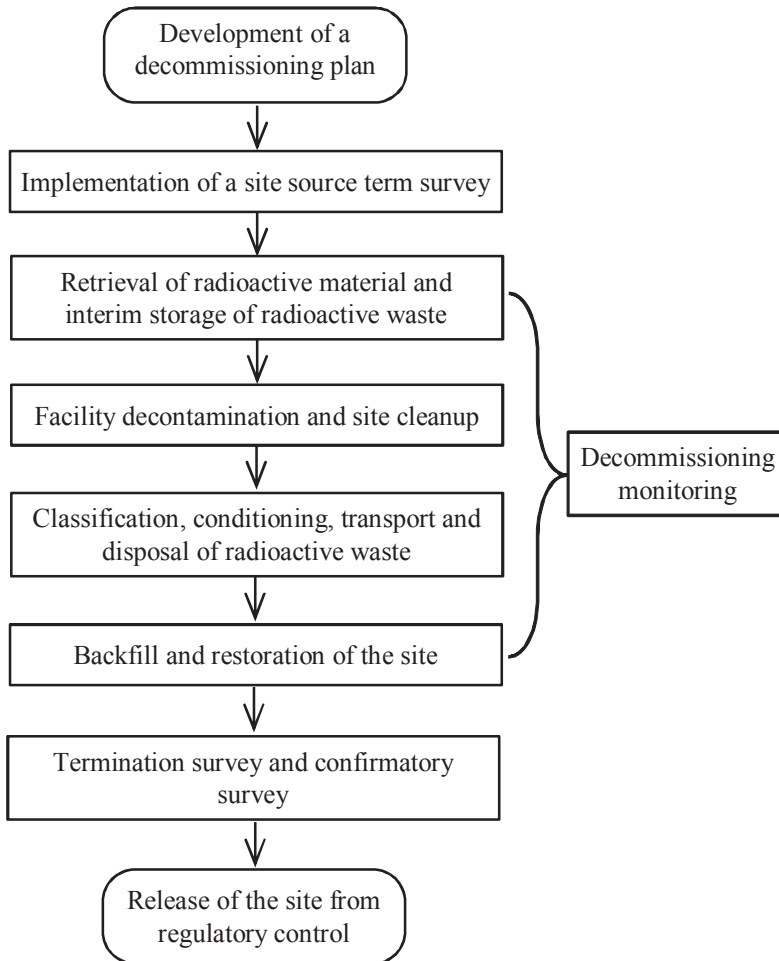 Development of a
decommissioning plan
Implementation of a site source term survey
Retrieval of radioactive material and
interim storage of radioactive waste
Facility decontamination and site cleanup
Decommissioning
monitoring
Classification, conditioning, transport and
disposal of radioactive waste
Backfill and restoration of the site
Termination survey and confirmatory
survey
Release of the site from
regulatory control